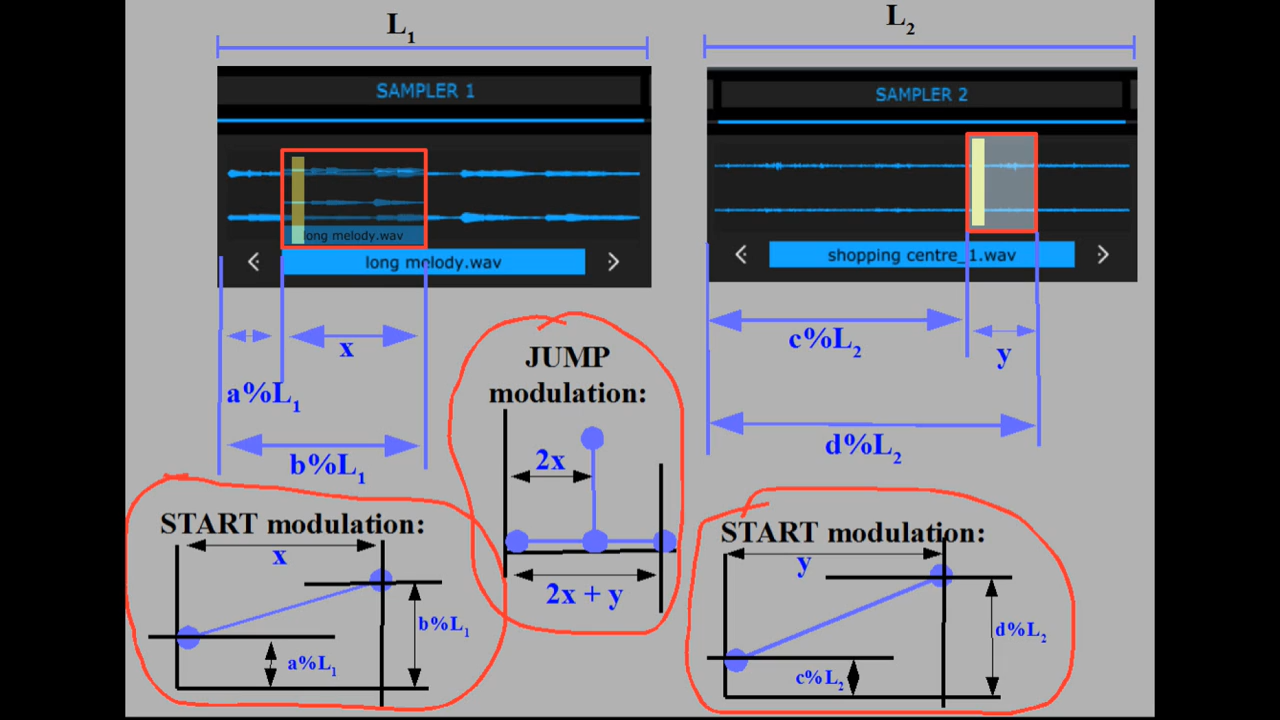 L₁
L₂
SAMPLER 1
SAMPLER 2
long melody.wav
long melody.wav
shopping centre_1.wav
x
a%L₁
b%L₁
c%L₂
y
d%L₂
JUMP
modulation:
2x
2x + y
START modulation:
x
b%L₁
a%L₁
START modulation:
y
d%L₂
c%L₂